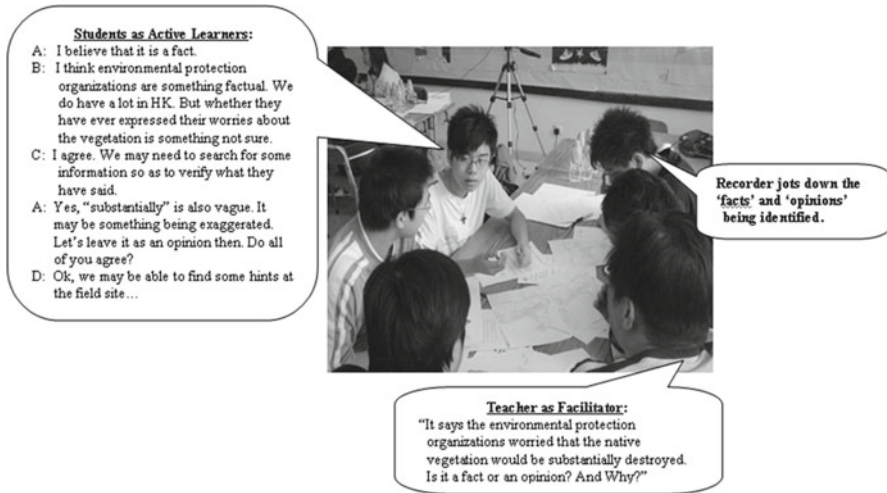 Students as Active Learners:
A: I believe that it is a fact.
B: I think environmental protection
organizations are something factual. We
do have a lot in HK. But whether they
have ever expressed their worries about
the vegetation is something not sure.
C: I agree. We may need to search for some
information so as to verify what they
have said.
A: Yes, “substantially” is also vague. It
may be something being exaggerated.
Let’s leave it as an opinion then. Do all
of you agree?
D: Ok, we may be able to find some hints at
the field site…
Recorder jots down the
‘facts’ and ‘opinions’
being identified.
Teacher as Facilitator:
“It says the environmental protection
organizations worried that the native
vegetation would be substantially destroyed.
Is it a fact or an opinion? And Why?”